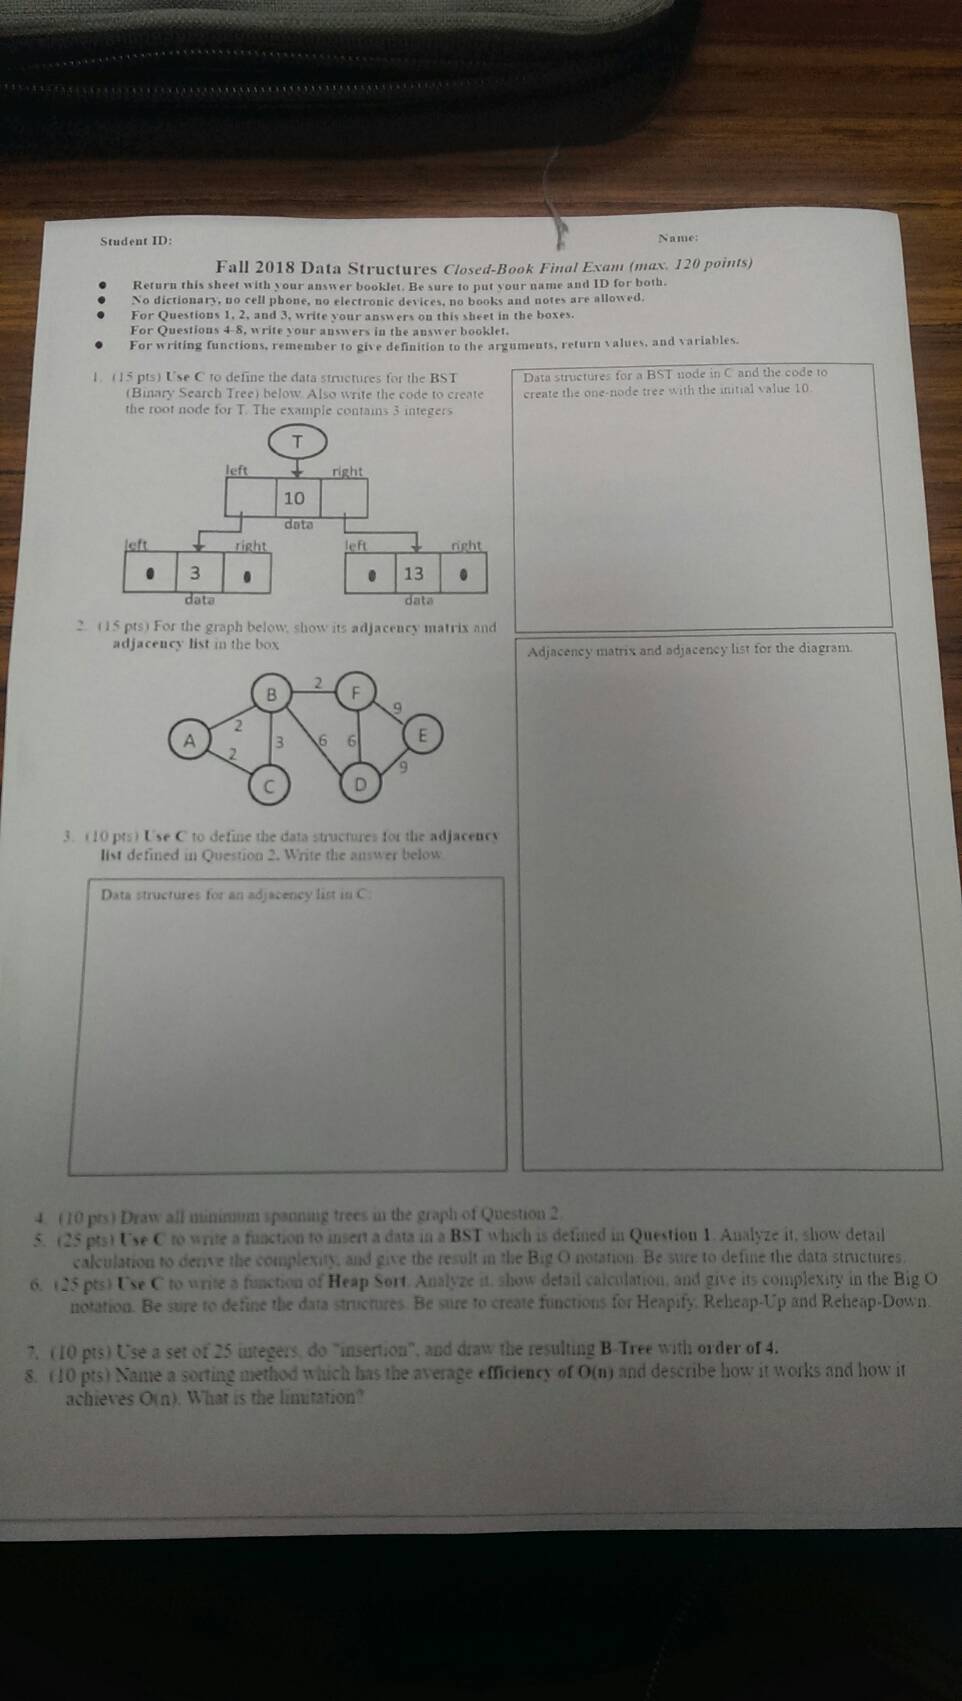 Student ID:
Name:
Fall 2018 Data Structures Closed-Book Final Exam (max. 120 points)
● Return this sheet with your answer booklet. Be sure to put your name and ID for both.
● No dictionary, no cell phone, no electronic devices, no books and notes are allowed.
● For Questions 1, 2, and 3, write your answers on this sheet in the boxes.
For Questions 4-8, write your answers in the answer booklet.
● For writing functions, remember to give definition to the arguments, return values, and variables.
1. (15 pts) Use C to define the data structures for the BST
(Binary Search Tree) below. Also write the code to create
the root node for T. The example contains 3 integers
T
left
right
10
data
left
right
3
data
left
right
13
data
Data structures for a BST node in C and the code to
create the one-node tree with the initial value 10.
2. (15 pts) For the graph below, show its adjacency matrix and
adjacency list in the box
B
2
F
9
2
A
3
6
6
E
2
9
C
D
Adjacency matrix and adjacency list for the diagram.
3. (10 pts) Use C to define the data structures for the adjacency
list defined in Question 2. Write the answer below.
Data structures for an adjacency list in C:
4. (10 pts) Draw all minimum spanning trees in the graph of Question 2.
5. (25 pts) Use C to write a function to insert a data in a BST which is defined in Question 1. Analyze it, show detail
calculation to derive the complexity, and give the result in the Big O notation. Be sure to define the data structures.
6. (25 pts) Use C to write a function of Heap Sort. Analyze it, show detail calculation, and give its complexity in the Big O
notation. Be sure to define the data structures. Be sure to create functions for Heapify, Reheap-Up and Reheap-Down.
7. (10 pts) Use a set of 25 integers, do "insertion", and draw the resulting B-Tree with order of 4.
8. (10 pts) Name a sorting method which has the average efficiency of O(n) and describe how it works and how it
achieves O(n). What is the limitation?